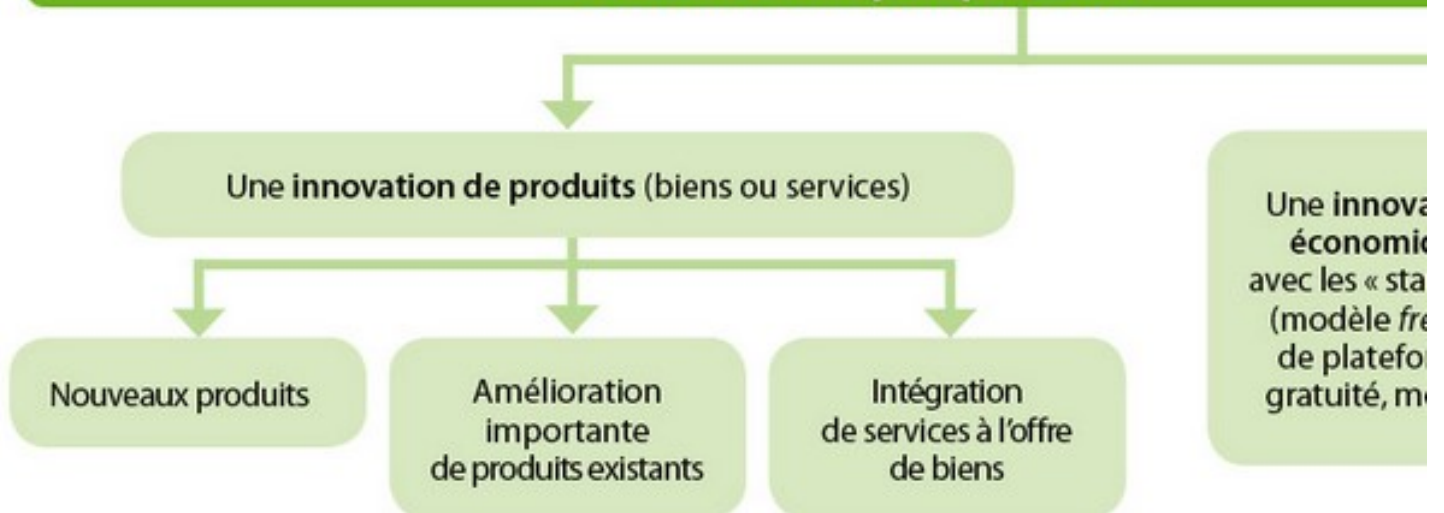 Une innovation de produits (biens ou services)
Nouveaux produits
Amélioration
importante
de produits existants
Intégration
de services à l'offre
de biens
Une
avec les «
(modèle
de
gratuité,